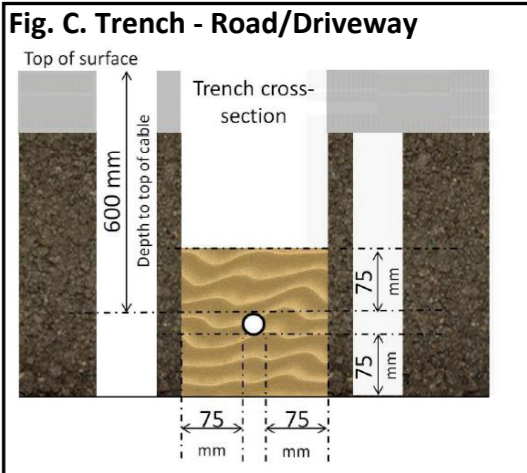 Fig. C. Trench - Road/Driveway
Top of surface
Trench cross-
section
600 mm
Depth to top of cable
75
mm
75
mm
75
mm
75
mm